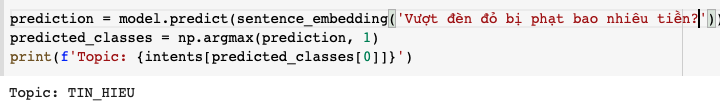 prediction = model.predict(sentence_embedding('Vượt đèn đỏ bị phạt bao nhiêu tiền?'))
predicted_classes = np.argmax(prediction, 1)
print(f'Topic: {intents[predicted_classes[0]]}')
Topic: TIN_HIEU